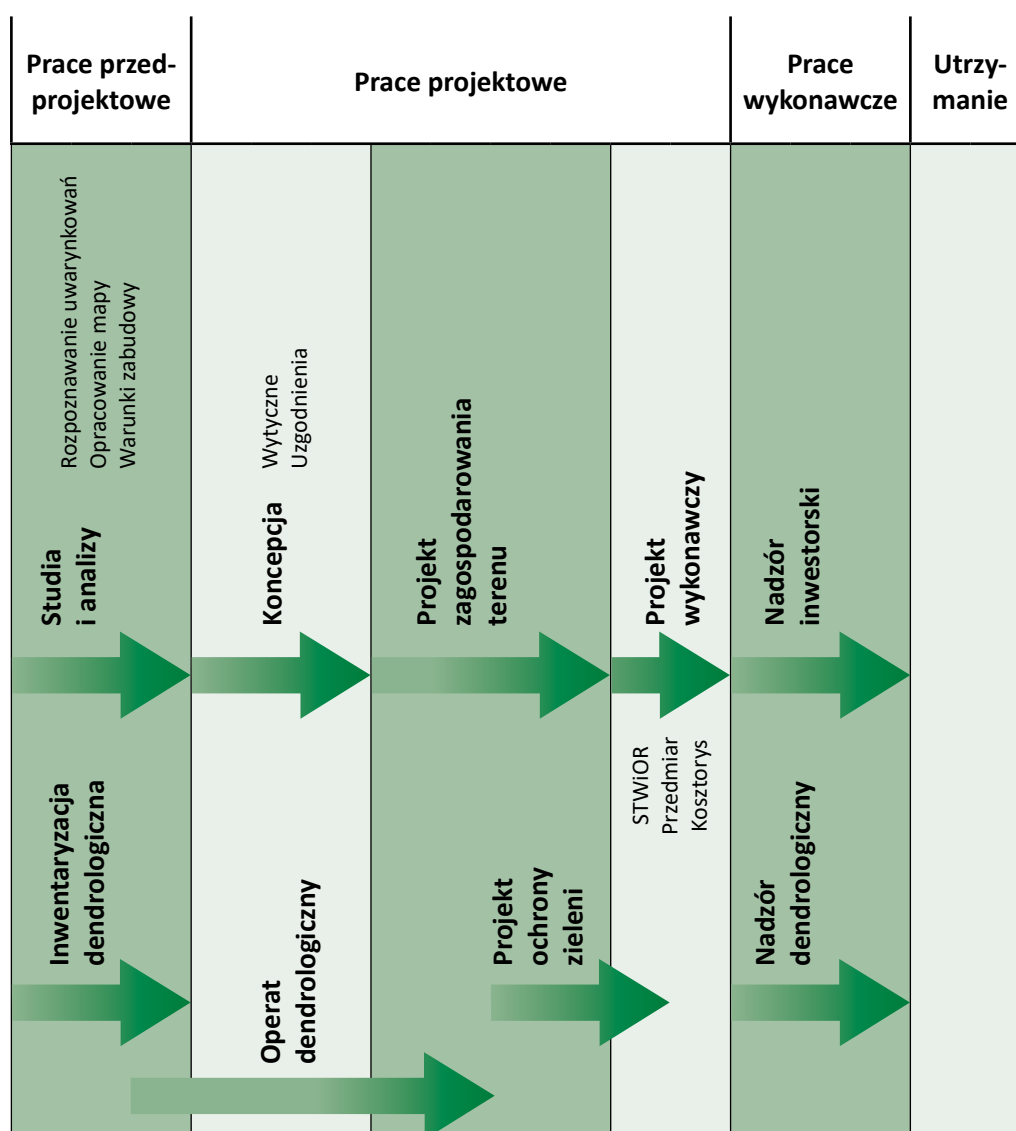 Prace przed-
projektowe
Prace projektowe
Prace
wykonawcze
Utrzy-
manie
Rozpoznawanie uwarynkowań
Opracowanie mapy
Warunki zabudowy
Studia
i analizy
Wytyczne
Uzgodnienia
Koncepcja
Projekt
zagospodarowania
terenu
Projekt
wykonawczy
Nadzór
inwestorski
STWiOR
Przedmiar
Kosztorys
Inwentaryzacja
dendrologiczna
Operat
dendrologiczny
Projekt
ochrony
zieleni
Nadzór
dendrologiczny